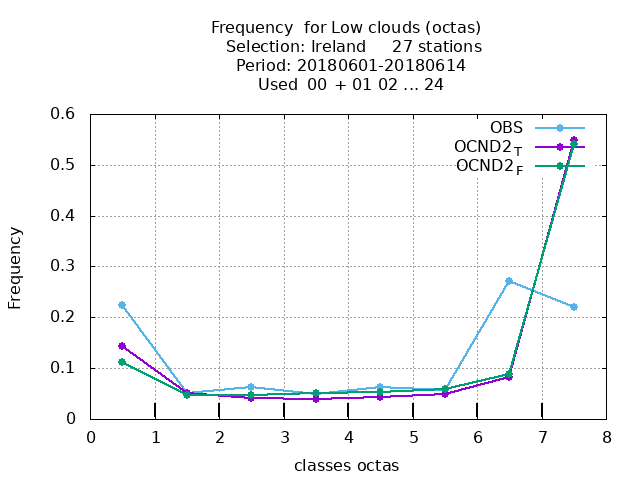 Frequency  for Low clouds (octas)
Selection: Ireland     27 stations
Period: 20180601-20180614
Used  00  + 01 02 ... 24
0.6
OBS
OCND2T
OCND2F
0.5
0.4
0.3
0.2
0.1
0
Frequency
0 1 2 3 4 5 6 7 8
classes octas